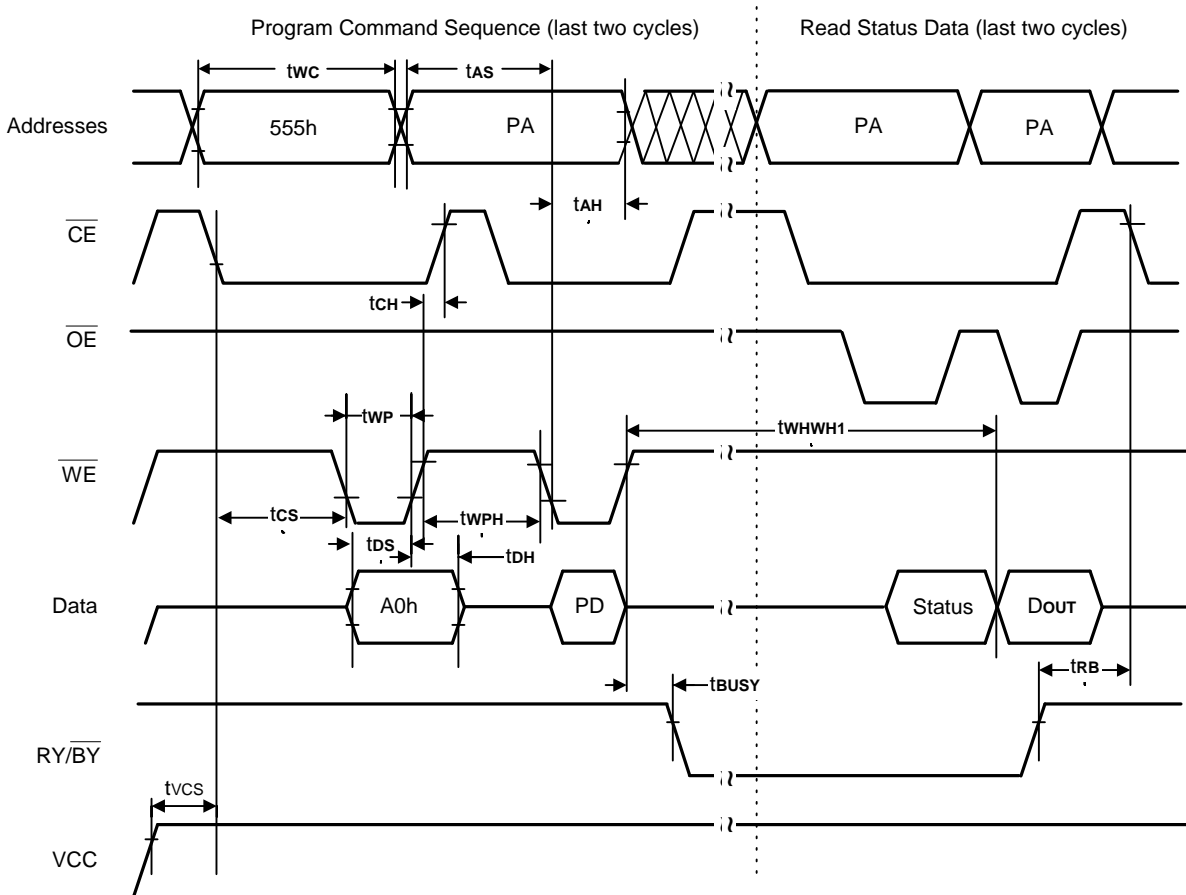 Program Command Sequence (last two cycles)
Read Status Data (last two cycles)
tWC
tAS
Addresses
555h
PA
PA
PA
tAH
CE
tCH
OE
tWP
tWHWH1
WE
tCS
tWPH
tDS
tDH
Data
A0h
PD
Status
DOUT
tRB
tBUSY
RY/BY
tVCS
VCC